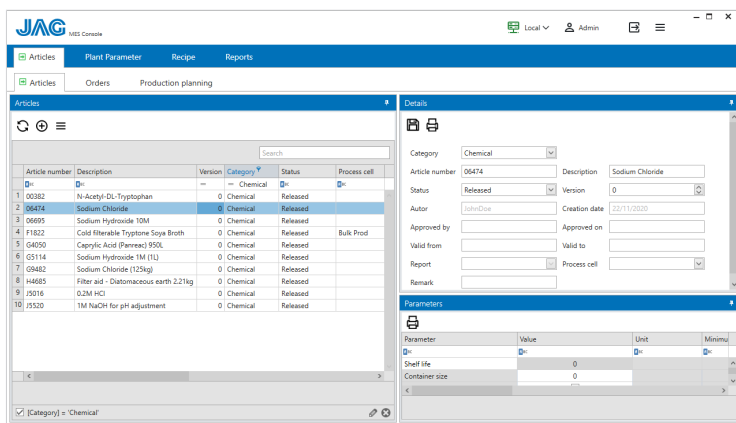 JAG MES Console Local Admin
Articles Plant Parameter Recipe Reports
Articles Orders Production planning
Articles
Search
Article number Description Version Category Status Process cell
= Chemical
1 00382 N-Acetyl-DL-Tryptophan 0 Chemical Released
2 06474 Sodium Chloride 0 Chemical Released
3 06695 Sodium Hydroxide 10M 0 Chemical Released
4 F1822 Cold filterable Tryptone Soya Broth 0 Chemical Released Bulk Prod
5 G4050 Caprylic Acid (Panreac) 950L 0 Chemical Released
6 G5114 Sodium Hydroxide 1M (1L) 0 Chemical Released
7 G9482 Sodium Chloride (125kg) 0 Chemical Released
8 H4685 Filter aid - Diatomaceous earth 2,21kg 0 Chemical Released
9 J5016 0.2M HCl 0 Chemical Released
10 J5520 1M NaOH for pH adjustment 0 Chemical Released
[Category] = 'Chemical'
Details
Category Chemical
Article number 06474 Description Sodium Chloride
Status Released Version 0
Autor JohnDoe Creation date 22/11/2020
Approved by Approved on
Valid from Valid to
Report Process cell
Remark
Parameters
Parameter Value Unit Minimu
Shelf life 0
Container size 0